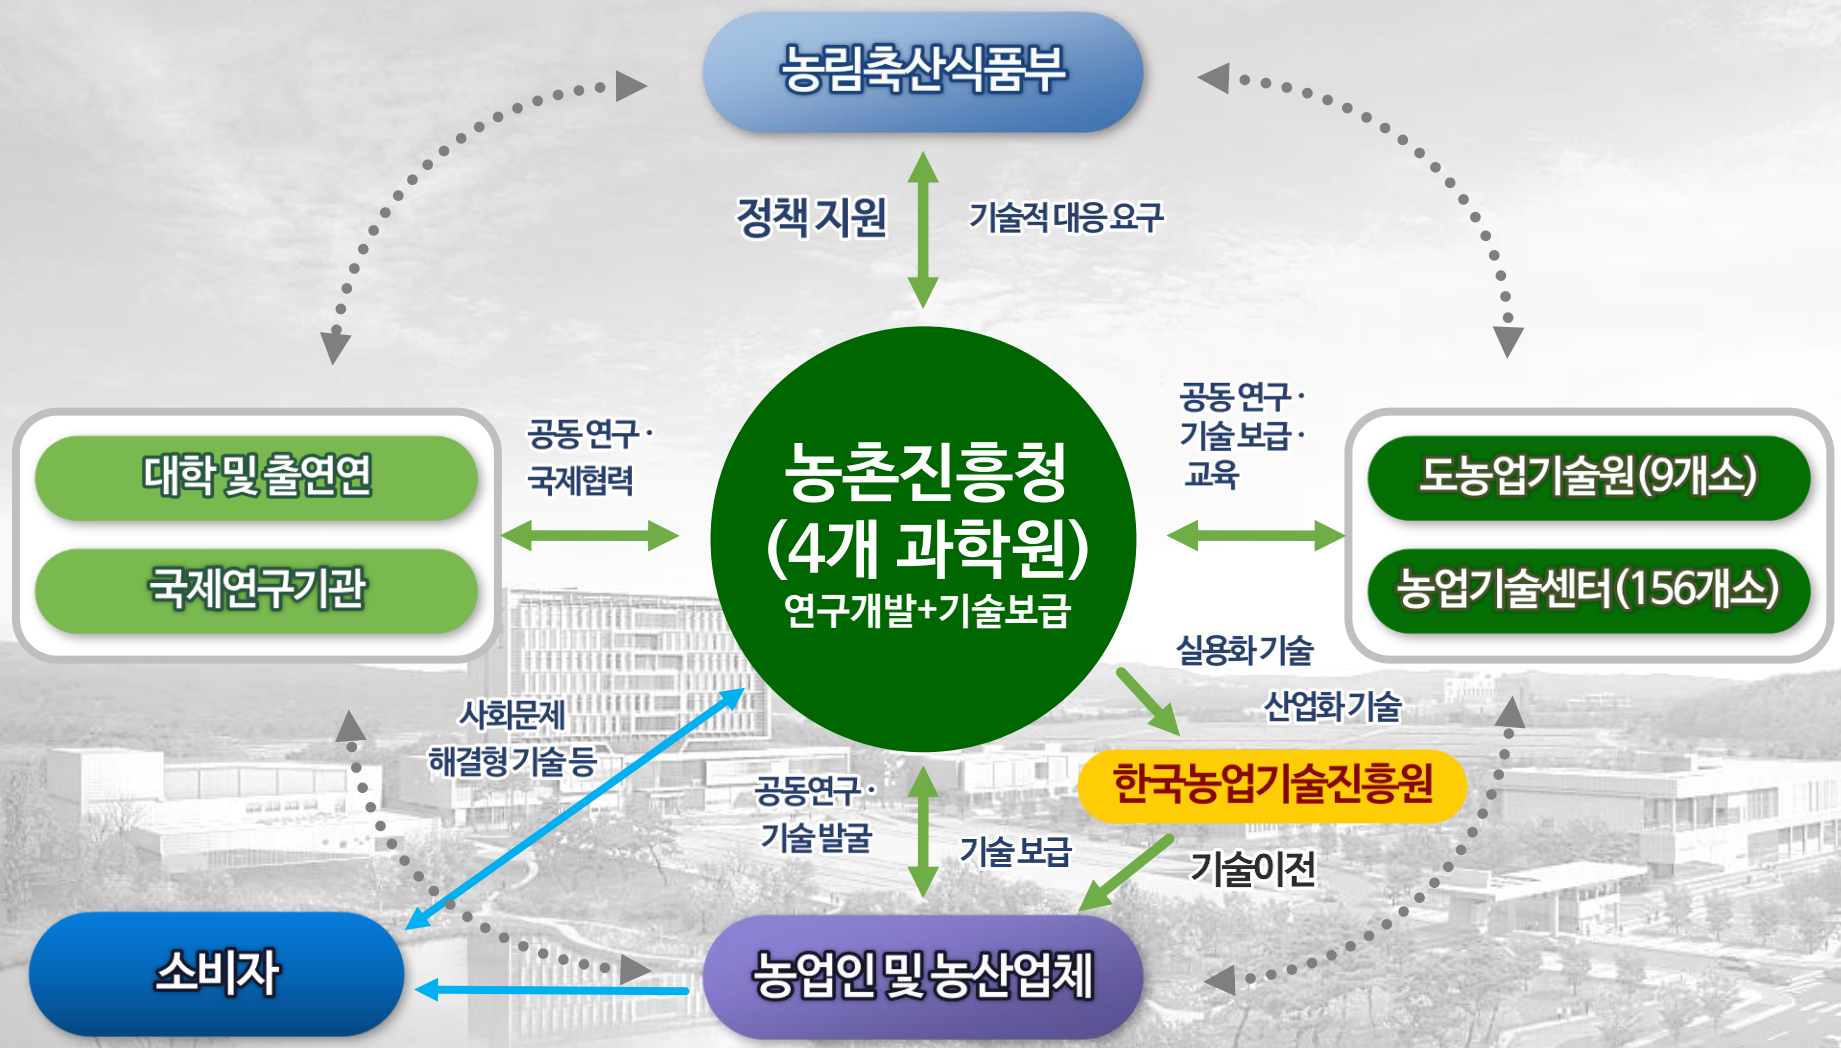 농림축산식품부
정책 지원
기술적 대응 요구
공동 연구 ·
국제협력
공동 연구 ·
기술 보급 ·
교육
대학 및 출연연
국제연구기관
농촌진흥청
(4개 과학원)
연구개발+기술보급
도농업기술원(9개소)
농업기술센터(156개소)
실용화 기술
산업화 기술
사회문제
해결형 기술 등
공동연구 ·
기술 발굴
기술 보급
한국농업기술진흥원
기술이전
소비자
농업인 및 농산업체